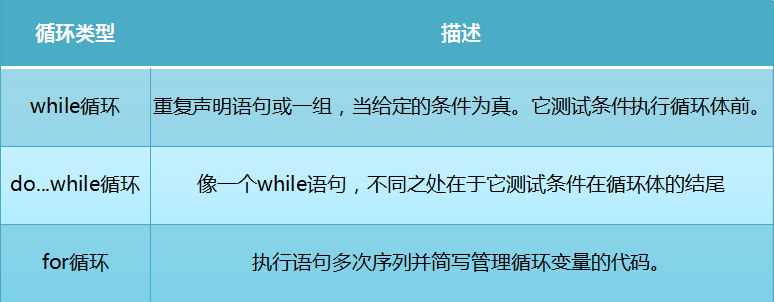 循环类型 描述
while循环 重复声明语句或一组，当给定的条件为真。它测试条件执行循环体前。
do...while循环 像一个while语句，不同之处在于它测试条件在循环体的结尾
for循环 执行语句多次序列并简写管理循环变量的代码。